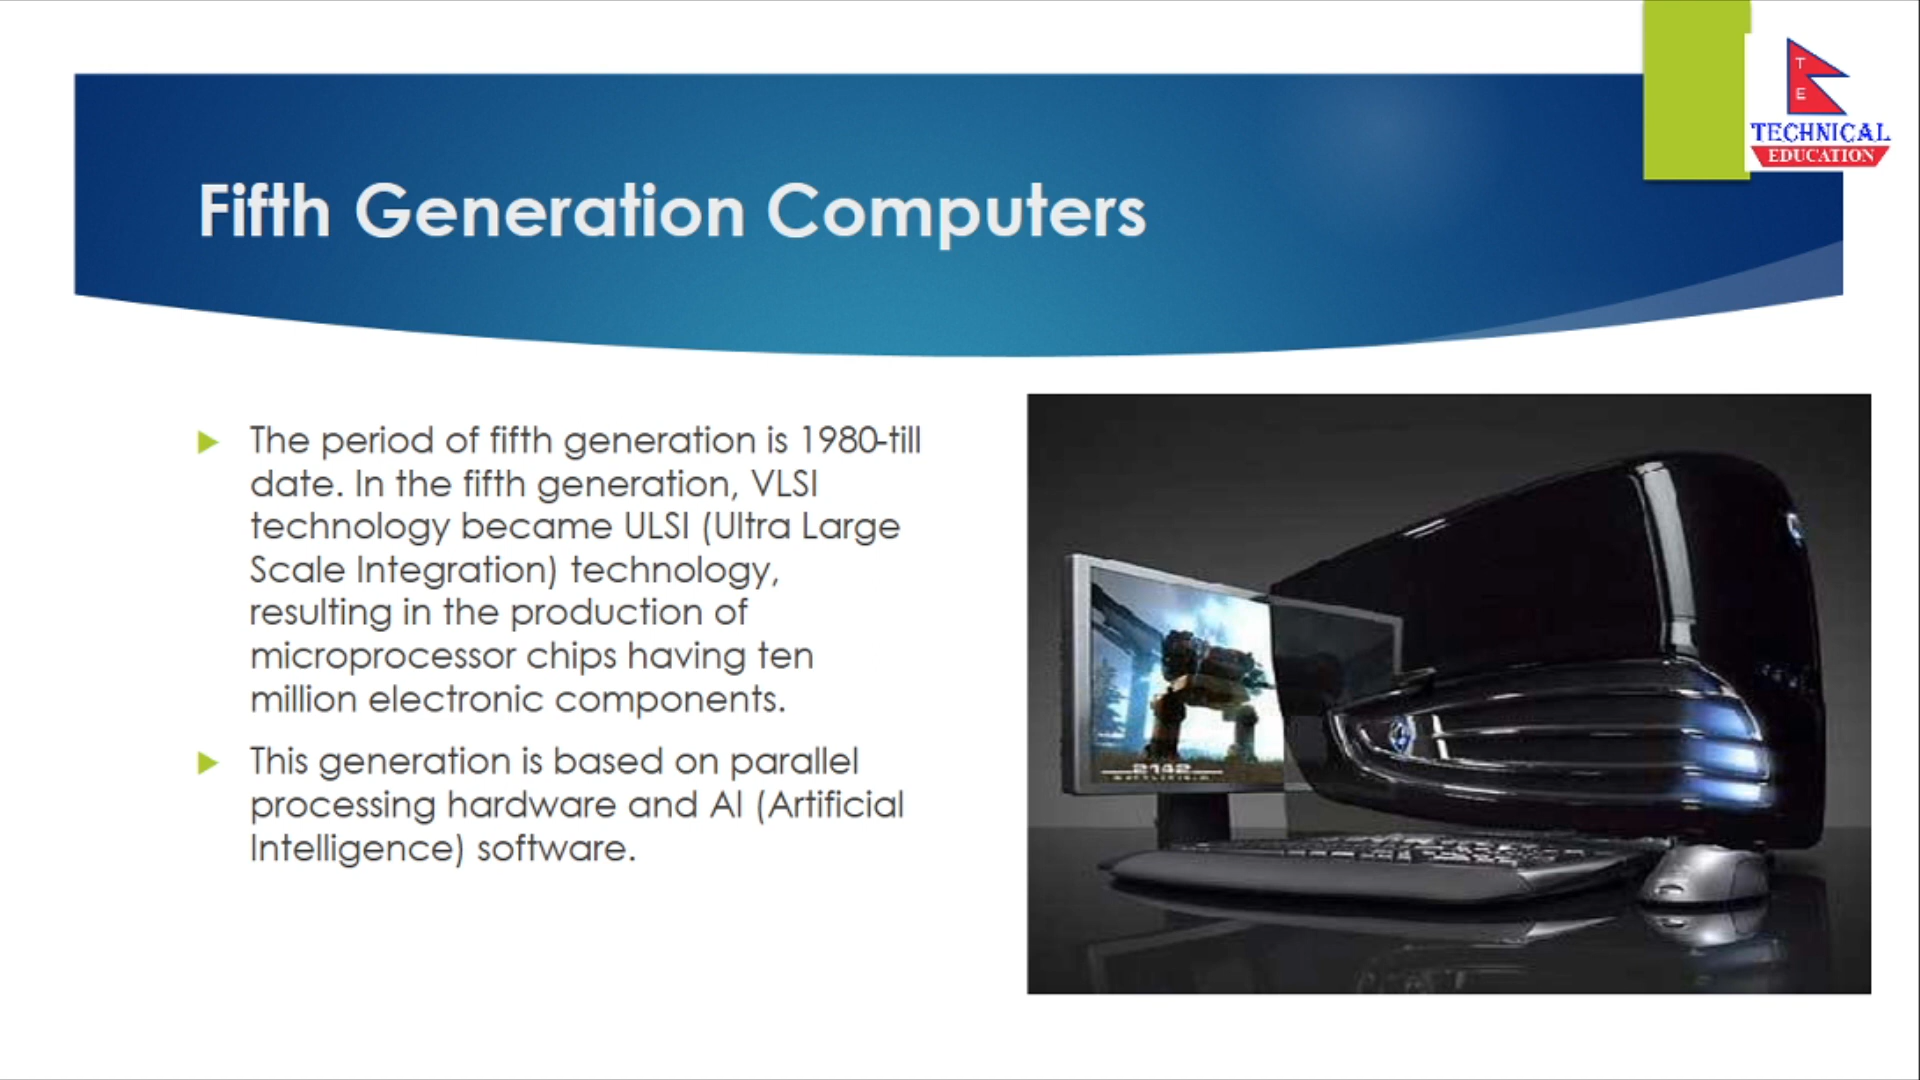 T
E
TECHNICAL
EDUCATION
Fifth Generation Computers
The period of fifth generation is 1980-till
date. In the fifth generation, VLSI
technology became ULSI (Ultra Large
Scale Integration) technology,
resulting in the production of
microprocessor chips having ten
million electronic components.
This generation is based on parallel
processing hardware and AI (Artificial
Intelligence) software.
2142